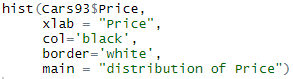 hist(Cars93$Price,
xlab = "Price",
col='black',
border='white',
main = "distribution of Price")